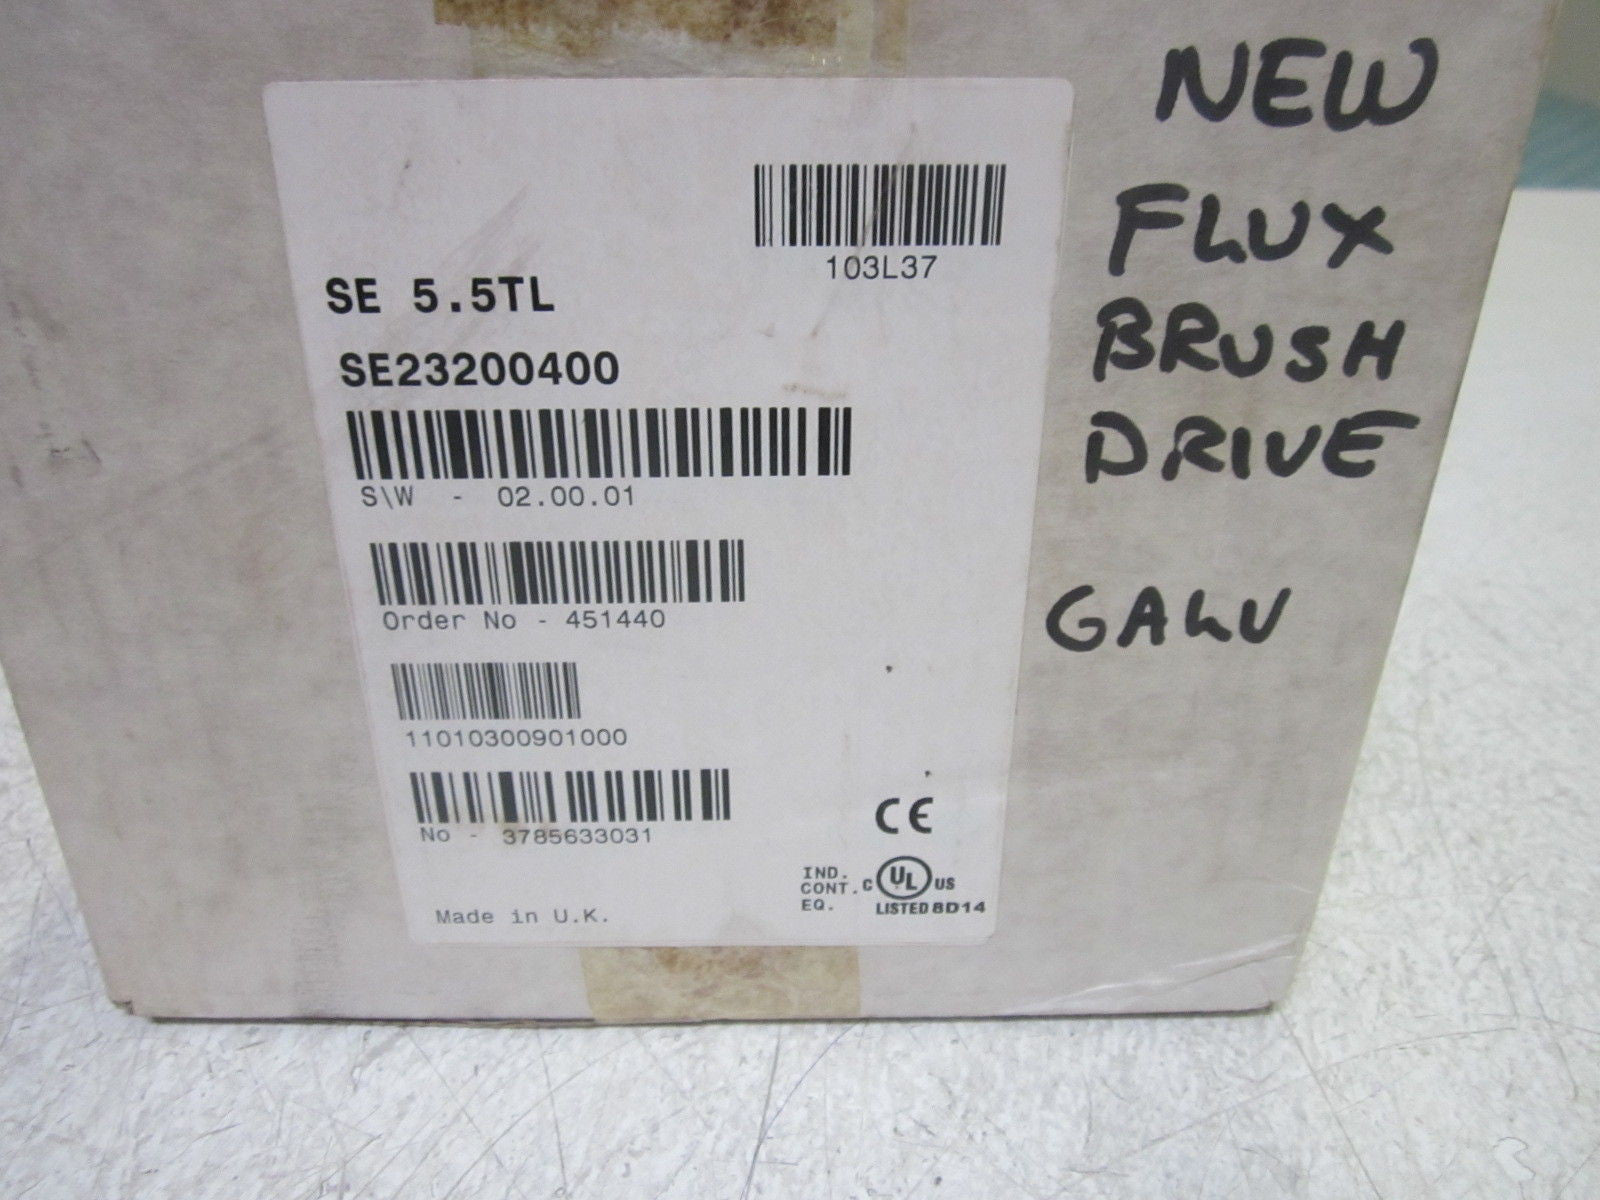 NEW
FLUX
BRUSH
DRIVE
GALV
103L37
SE 5.5TL
SE23200400
S\W - 02.00.01
Order No - 451440
11010300901000
No - 3785633031
Made in U.K.
CE
IND.
CONT.
EQ.
C UL US
LISTED 8D14